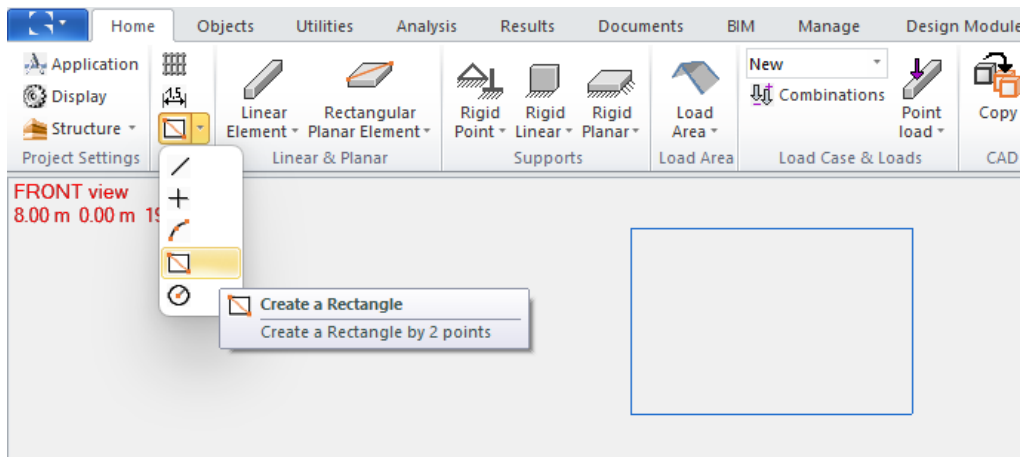 Home Objects Utilities Analysis Results Documents BIM Manage Design Module
Application
Display
Structure
Project Settings
1.5
Linear
Element
Rectangular
Planar Element
Linear & Planar
Rigid
Point
Rigid
Linear
Rigid
Planar
Supports
Load
Area
Load Area
New
Combinations
Point
load
Load Case & Loads
Copy
CAD
FRONT view
8.00 m 0.00 m
Create a Rectangle
Create a Rectangle by 2 points